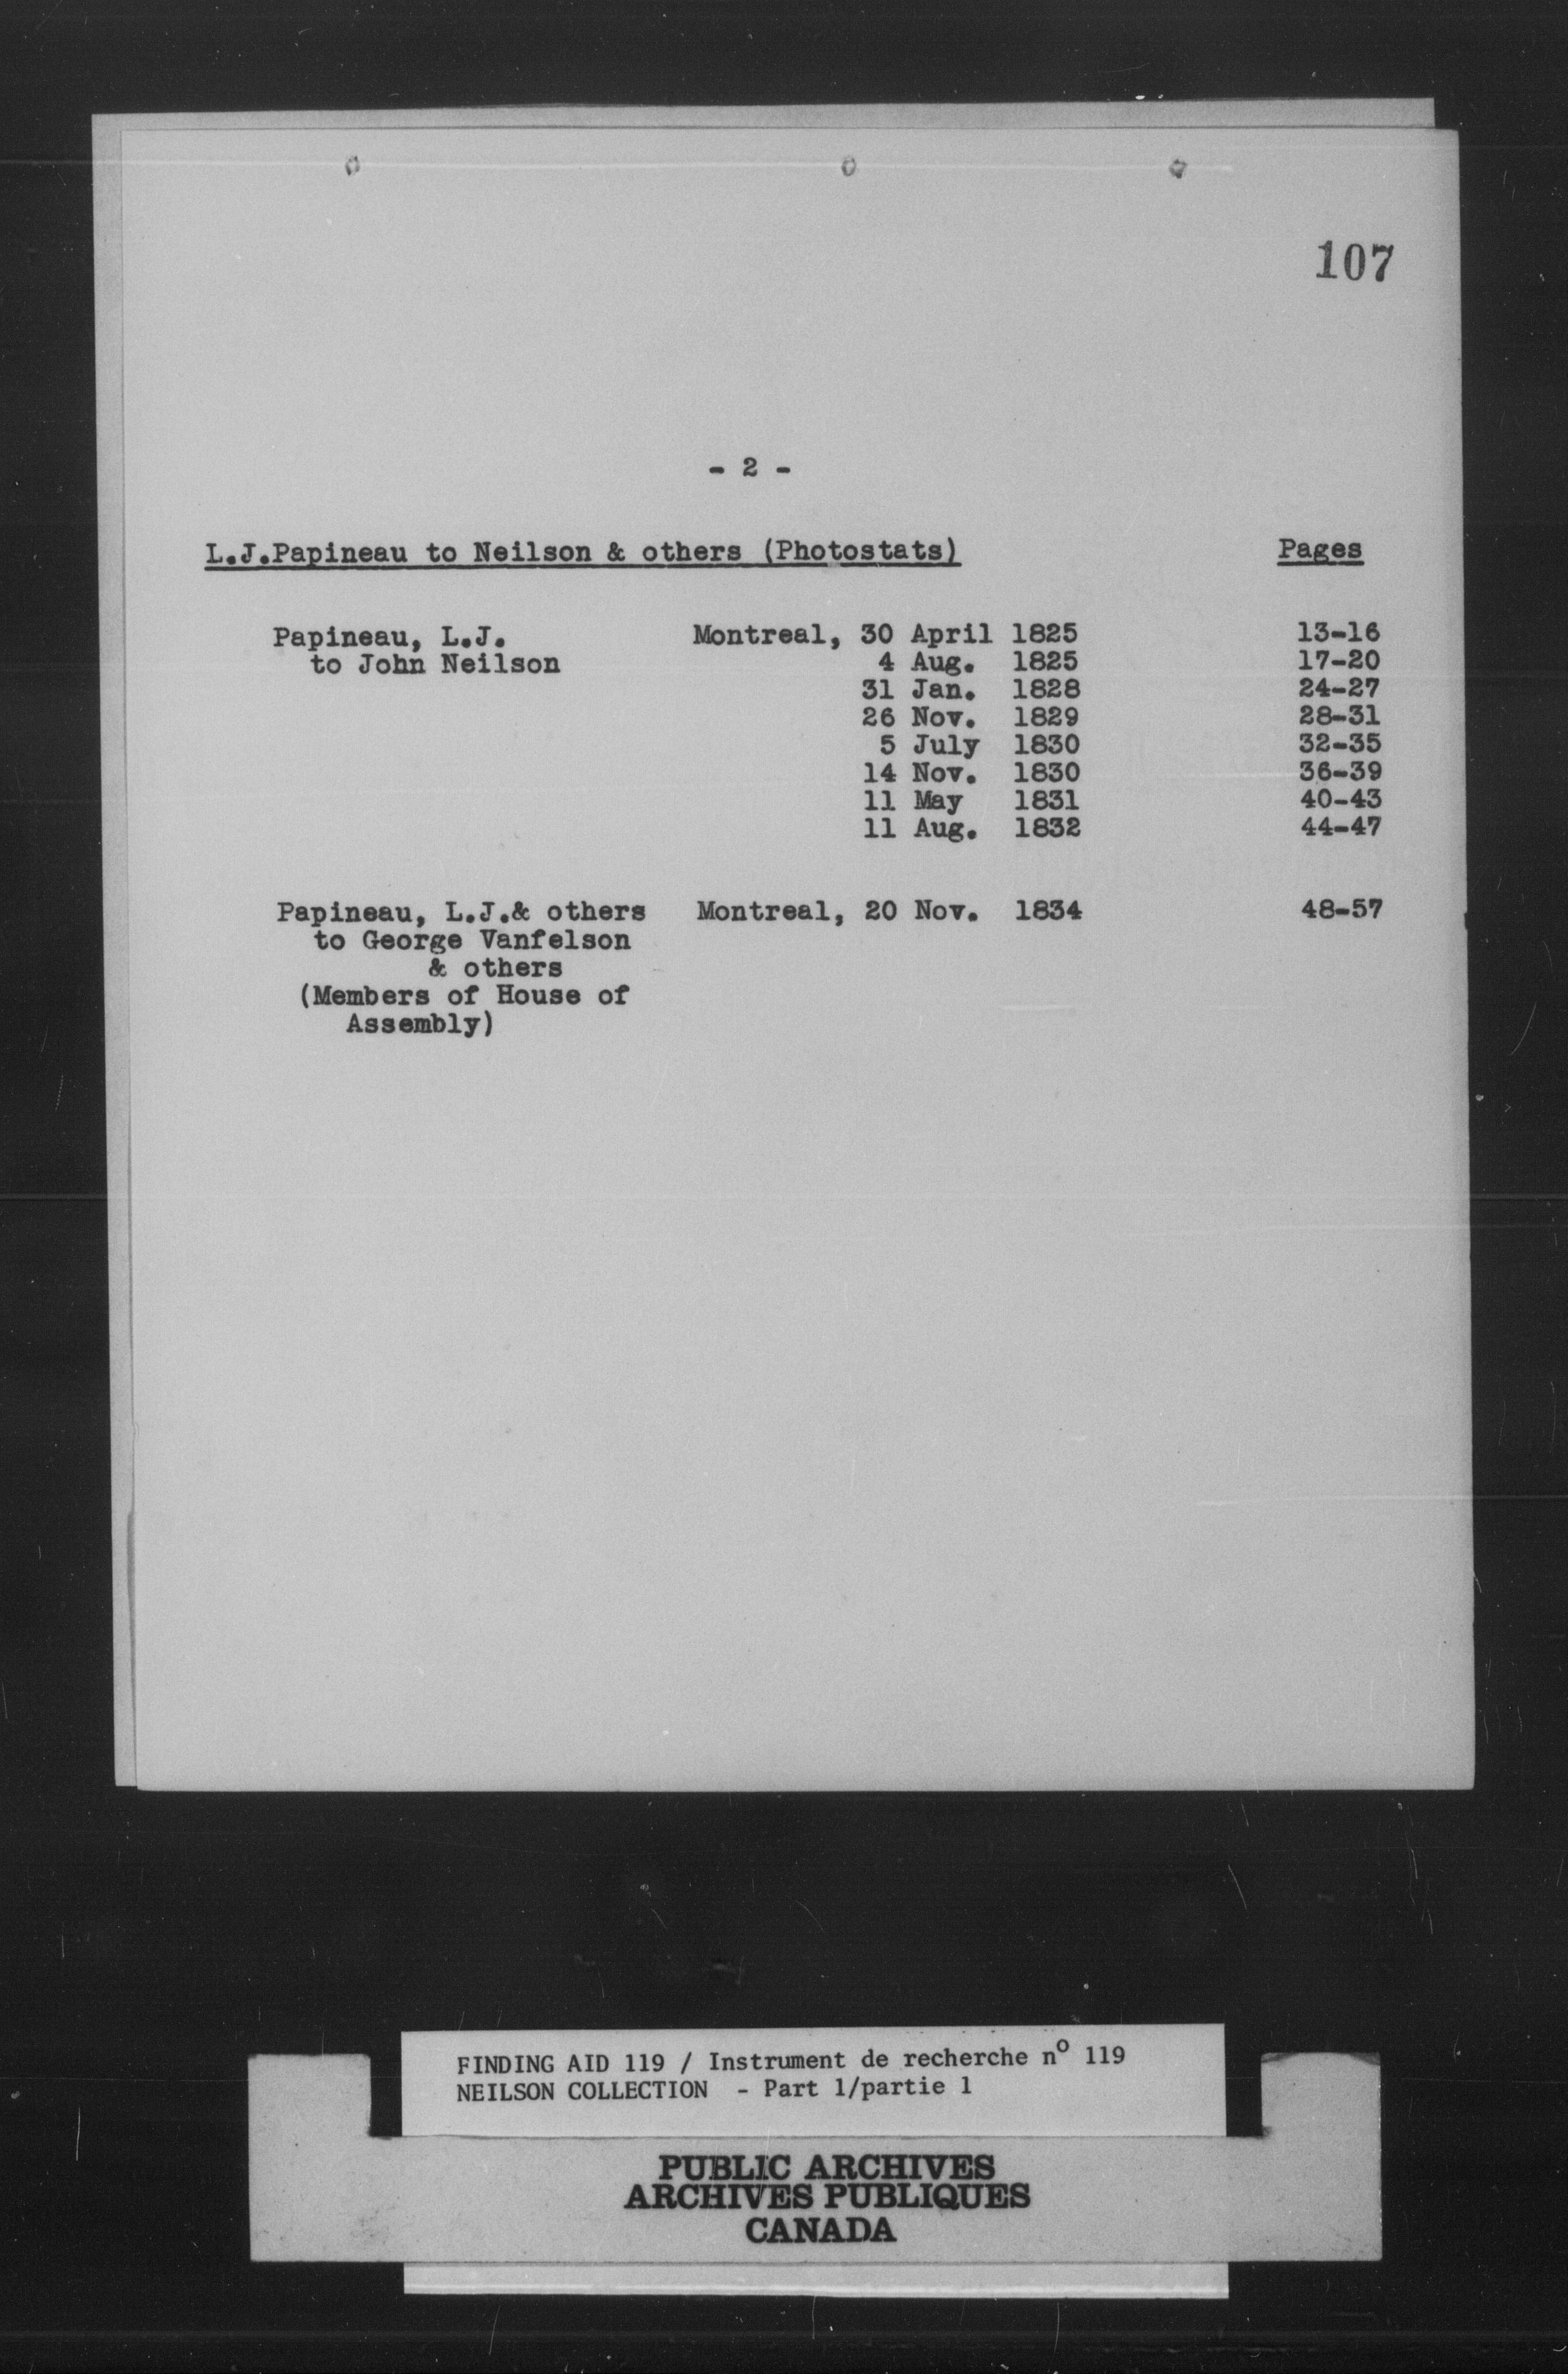 107
- 2 -
L.J.Papineau to Neilson & others (Photostats) Pages
Papineau, L.J. Montreal, 30 April 1825 13-16
to John Neilson 4 Aug. 1825 17-20
31 Jan. 1828 24-27
26 Nov. 1829 28-31
5 July 1830 32-35
14 Nov. 1830 36-39
11 May 1831 40-43
11 Aug. 1832 44-47
Papineau, L.J.& others Montreal, 20 Nov. 1834 48-57
to George Vanfelson
& others
(Members of House of
Assembly)
FINDING AID 119 / Instrument de recherche nº 119
NEILSON COLLECTION - Part 1/partie 1
PUBLIC ARCHIVES
ARCHIVES PUBLIQUES
CANADA